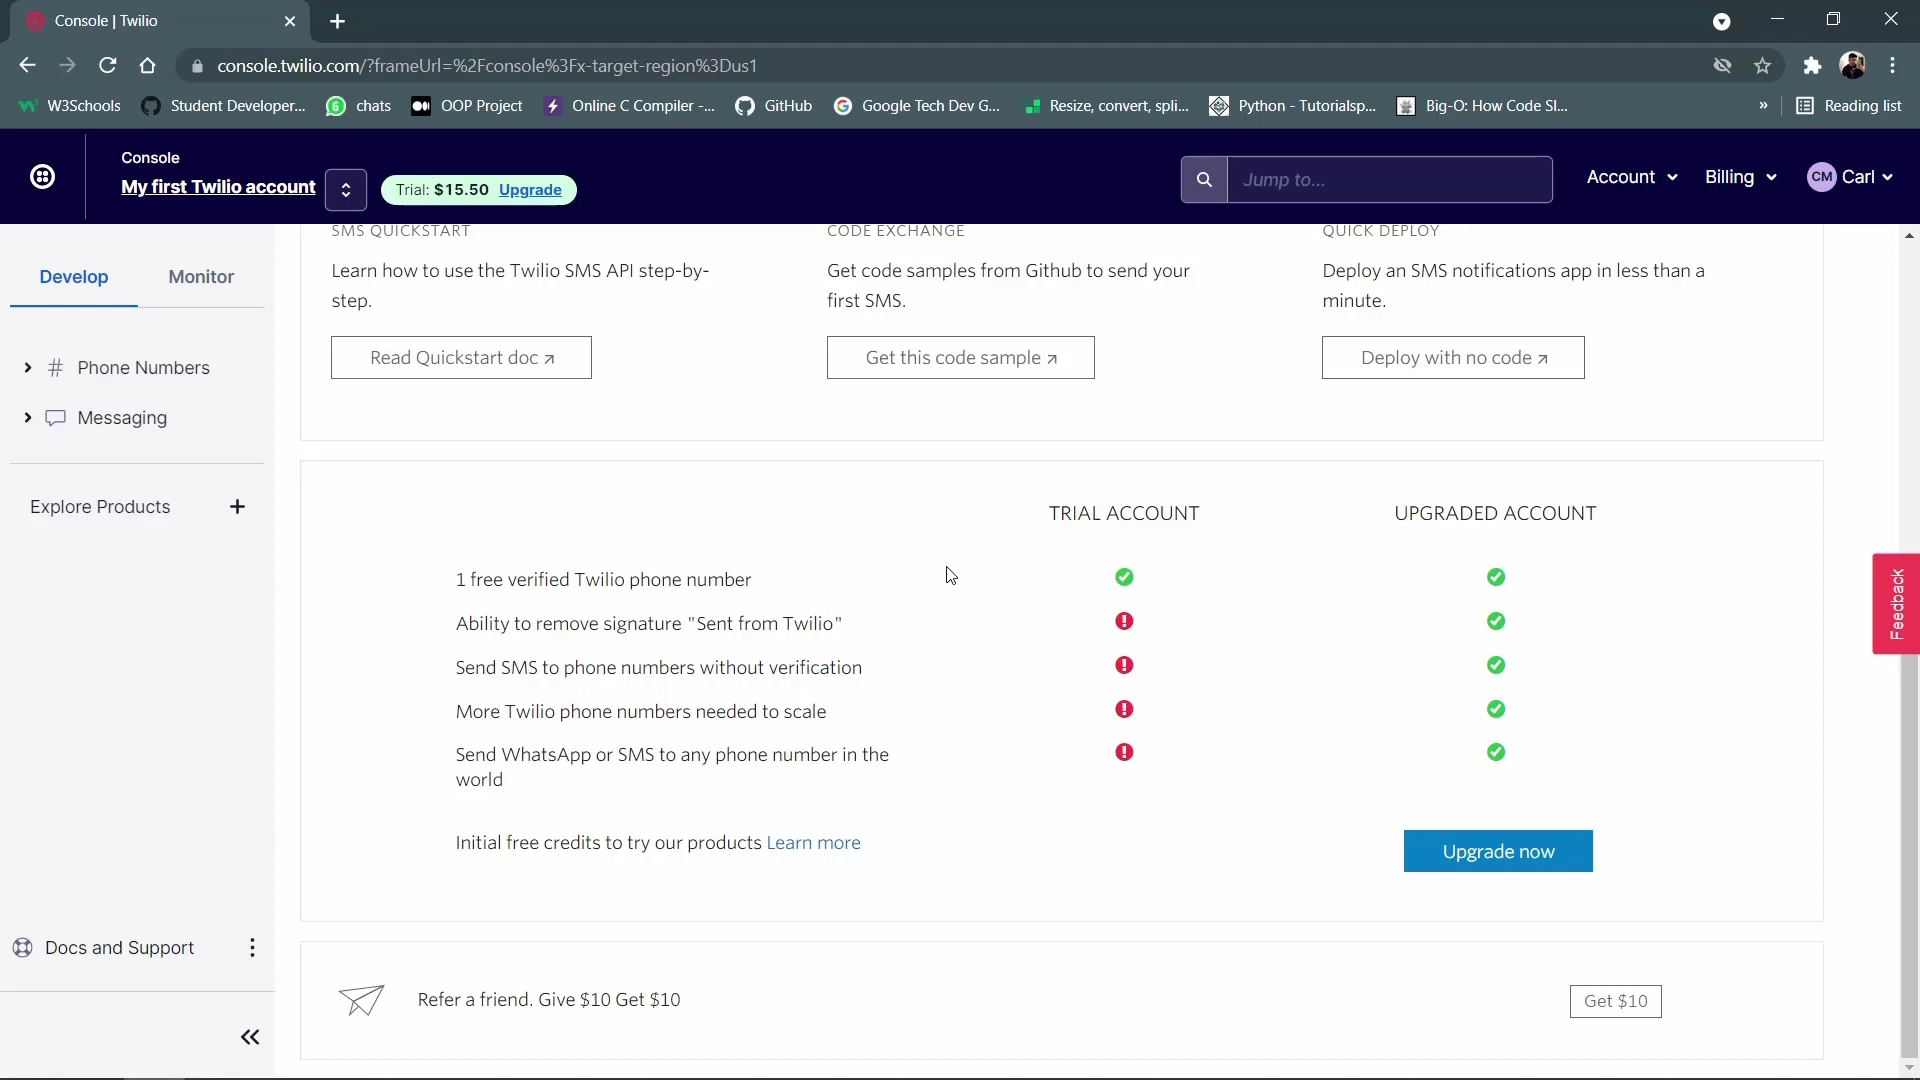 Console | Twilio
console.twilio.com/?frameUrl=%2Fconsole%3Fx-target-region%3Dus1
W3Schools
Student Developer...
chats
OOP Project
Online C Compiler -...
GitHub
Google Tech Dev G...
Resize, convert, spli...
Python - Tutorialsp...
Big-O: How Code Sl...
»
Reading list
Console
My first Twilio account
Trial: $15.50 Upgrade
Jump to...
Account
Billing
CM Carl
Develop
Monitor
Phone Numbers
Messaging
Explore Products +
Docs and Support
SMS QUICKSTART
Learn how to use the Twilio SMS API step-by-
step.
Read Quickstart doc ↗
CODE EXCHANGE
Get code samples from Github to send your
first SMS.
Get this code sample ↗
QUICK DEPLOY
Deploy an SMS notifications app in less than a
minute.
Deploy with no code ↗
TRIAL ACCOUNT
UPGRADED ACCOUNT
1 free verified Twilio phone number
Ability to remove signature "Sent from Twilio"
Send SMS to phone numbers without verification
More Twilio phone numbers needed to scale
Send WhatsApp or SMS to any phone number in the
world
Initial free credits to try our products Learn more
Upgrade now
Refer a friend. Give $10 Get $10
Get $10
Feedback